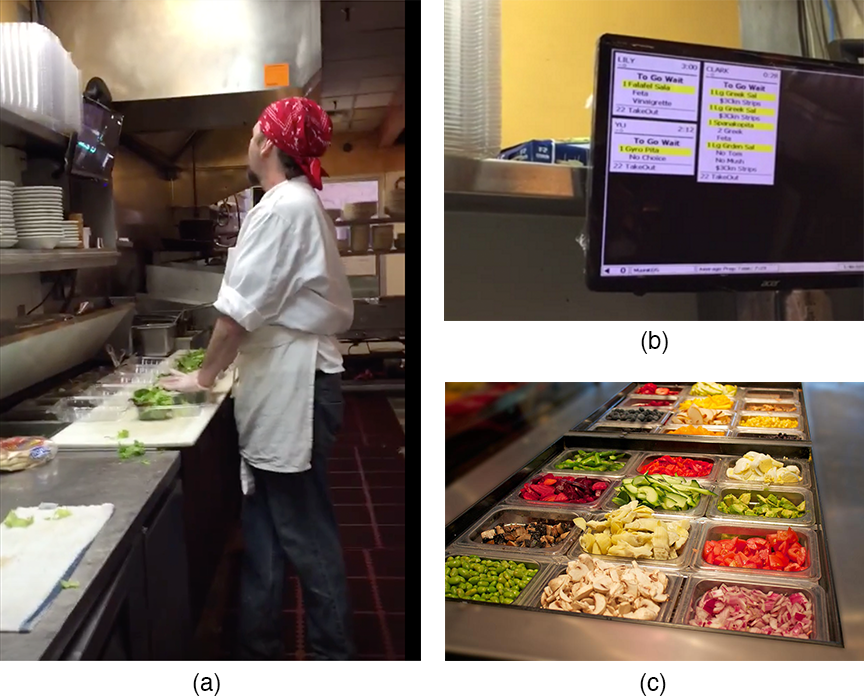 LILY 3:00
To Go Wait
1 Falafel Sala
Feta
Vinaigrette
22 TakeOut
YU 2:12
To Go Wait
1 Gyro Pita
No Choice
22 TakeOut
CLARK 0:28
To Go Wait
1 Lg Greek Sal
$3Ckn Strips
1 Lg Greek Sal
$3Ckn Strips
1 Spanakopita
2 Greek
Feta
1 Lg Grden Sal
No Tom
No Mush
$3Ckn Strips
22 TakeOut
0
acer
(a)
(b)
(c)